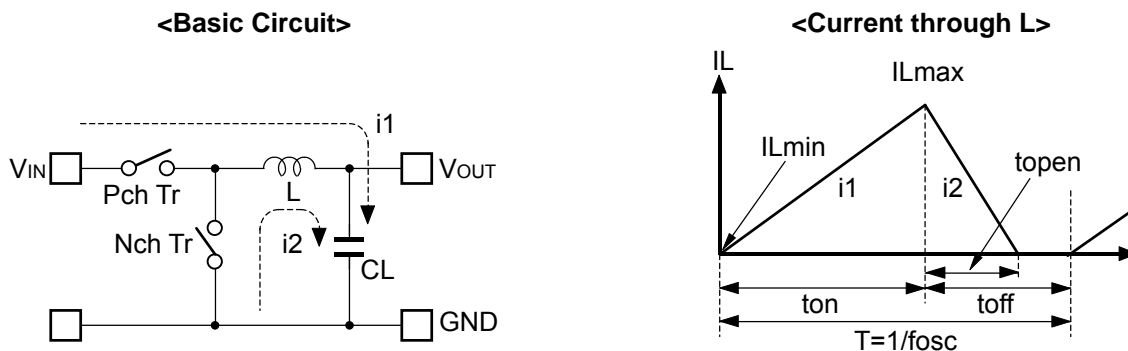 <Basic Circuit>
<Current through L>
VIN
Pch Tr
L
i1
VOUT
Nch Tr
i2
CL
GND
IL
ILmax
ILmin
i1
i2
topen
ton
toff
T=1/fosc